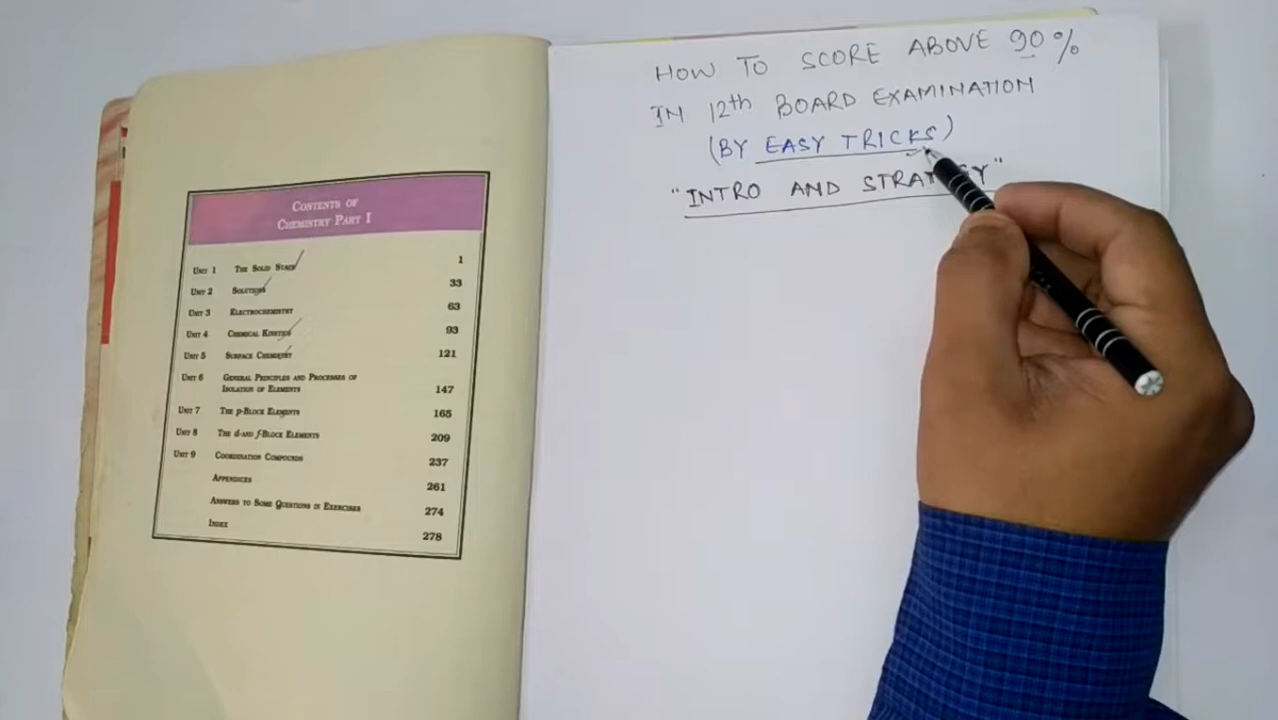 CONTENTS OF
CHEMISTRY PART I
UNIT 1 THE SOLID STATE 1
UNIT 2 SOLUTIONS 33
UNIT 3 ELECTROCHEMISTRY 63
UNIT 4 CHEMICAL KINETICS 93
UNIT 5 SURFACE CHEMISTRY 121
UNIT 6 GENERAL PRINCIPLES AND PROCESSES OF
ISOLATION OF ELEMENTS 147
UNIT 7 THE p-BLOCK ELEMENTS 165
UNIT 8 THE d-AND f-BLOCK ELEMENTS 209
UNIT 9 COORDINATION COMPOUNDS 237
APPENDICES 261
ANSWERS TO SOME QUESTIONS IN EXERCISES 274
INDEX 278
HOW TO SCORE ABOVE 90%
IN 12th BOARD EXAMINATION
(BY EASY TRICKS)
"INTRO AND STRATEGY"